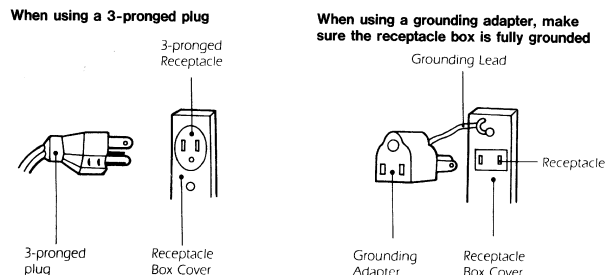 When using a 3-pronged plug
3-pronged
Receptacle
3-pronged
plug
Receptacle
Box Cover
When using a grounding adapter, make
sure the receptacle box is fully grounded
Grounding Lead
Receptacle
Grounding
Adapter
Receptacle
Box Cover